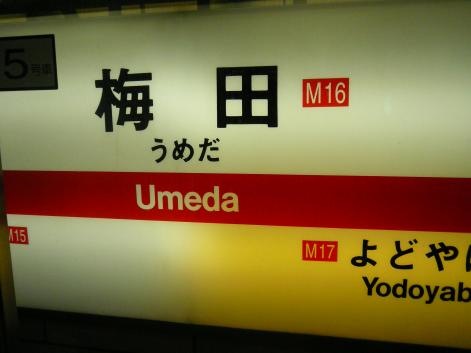 5号車
梅田 M16
うめだ
Umeda
M15
M17 よどや
Yodoyab